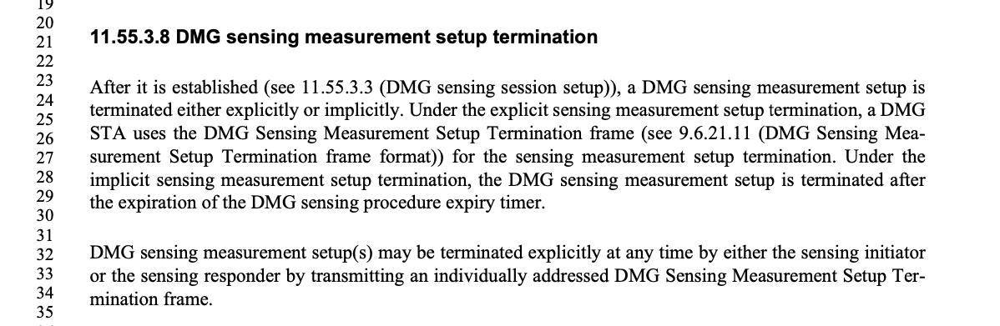 19
20
21 11.55.3.8 DMG sensing measurement setup termination
22
23 After it is established (see 11.55.3.3 (DMG sensing session setup)), a DMG sensing measurement setup is
24 terminated either explicitly or implicitly. Under the explicit sensing measurement setup termination, a DMG
25
26 STA uses the DMG Sensing Measurement Setup Termination frame (see 9.6.21.11 (DMG Sensing Mea-
27 surement Setup Termination frame format)) for the sensing measurement setup termination. Under the
28 implicit sensing measurement setup termination, the DMG sensing measurement setup is terminated after
29 the expiration of the DMG sensing procedure expiry timer.
30
31
32 DMG sensing measurement setup(s) may be terminated explicitly at any time by either the sensing initiator
33 or the sensing responder by transmitting an individually addressed DMG Sensing Measurement Setup Ter-
34 mination frame.
35